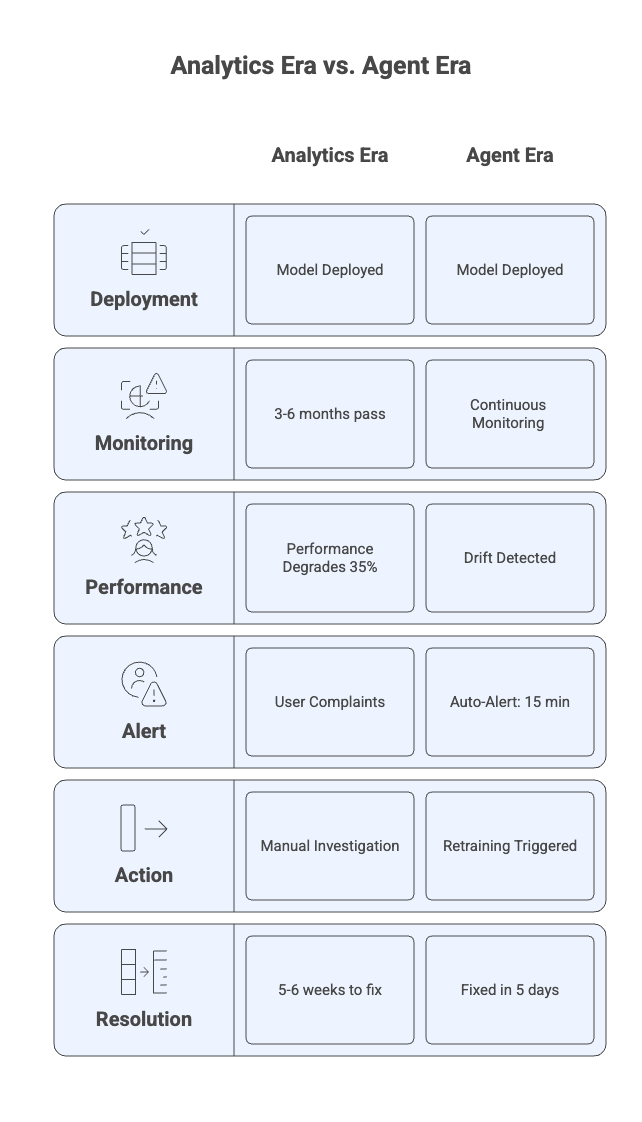 Analytics Era vs. Agent Era
Analytics Era
Agent Era
Deployment
Model Deployed
Model Deployed
Monitoring
3-6 months pass
Continuous
Monitoring
Performance
Performance
Degrades 35%
Drift Detected
Alert
User Complaints
Auto-Alert: 15 min
Action
Manual Investigation
Retraining Triggered
Resolution
5-6 weeks to fix
Fixed in 5 days